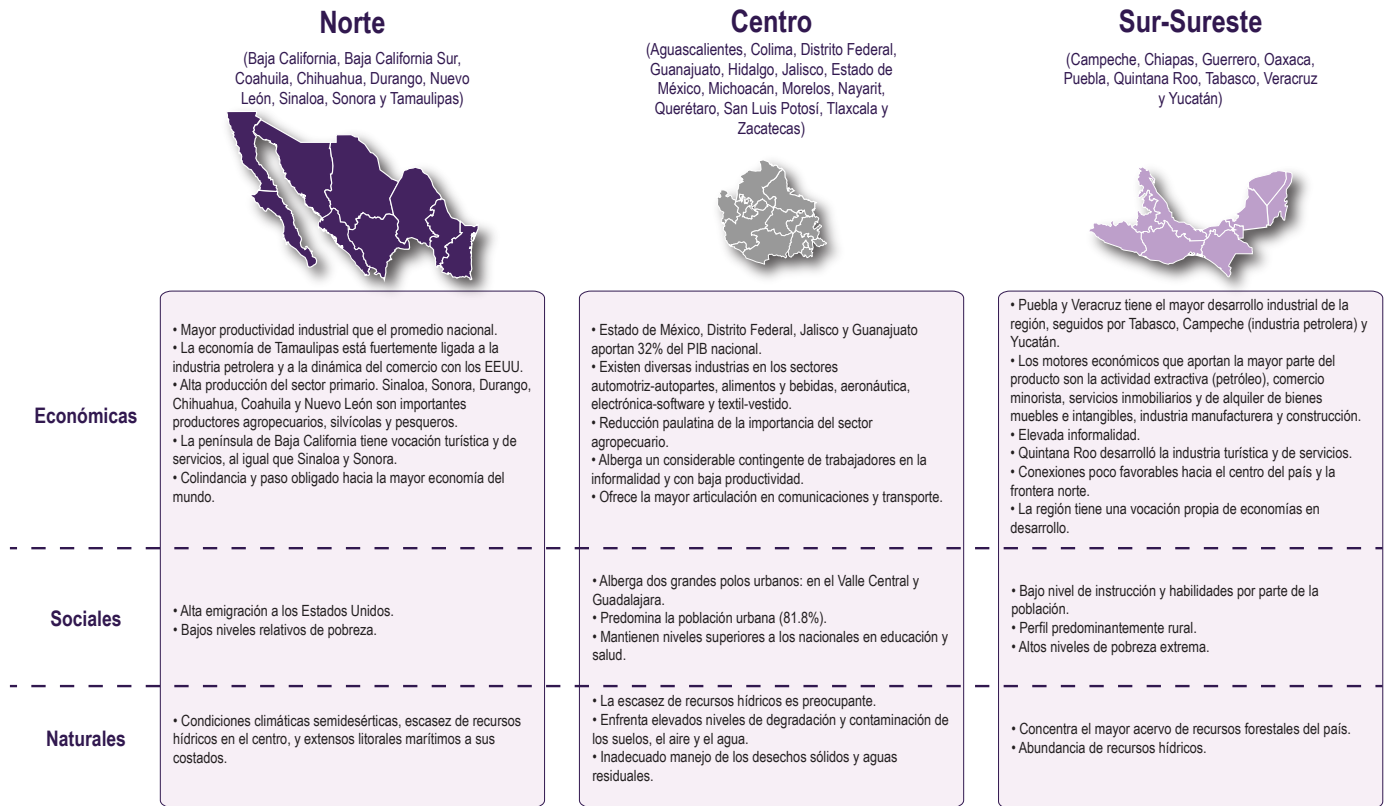 Norte
(Baja California, Baja California Sur,
Coahuila, Chihuahua, Durango, Nuevo
León, Sinaloa, Sonora y Tamaulipas)
Centro
(Aguascalientes, Colima, Distrito Federal,
Guanajuato, Hidalgo, Jalisco, Estado de
México, Michoacán, Morelos, Nayarit,
Querétaro, San Luis Potosí, Tlaxcala y
Zacatecas)
Sur-Sureste
(Campeche, Chiapas, Guerrero, Oaxaca,
Puebla, Quintana Roo, Tabasco, Veracruz
y Yucatán)
Económicas
• Mayor productividad industrial que el promedio nacional.
• La economía de Tamaulipas está fuertemente ligada a la
industria petrolera y a la dinámica del comercio con los EEUU.
• Alta producción del sector primario. Sinaloa, Sonora, Durango,
Chihuahua, Coahuila y Nuevo León son importantes
productores agropecuarios, silvícolas y pesqueros.
• La península de Baja California tiene vocación turística y de
servicios, al igual que Sinaloa y Sonora.
• Colindancia y paso obligado hacia la mayor economía del
mundo.
• Estado de México, Distrito Federal, Jalisco y Guanajuato
aportan 32% del PIB nacional.
• Existen diversas industrias en los sectores
automotriz-autopartes, alimentos y bebidas, aeronáutica,
electrónica-software y textil-vestido.
• Reducción paulatina de la importancia del sector
agropecuario.
• Alberga un considerable contingente de trabajadores en la
informalidad y con baja productividad.
• Ofrece la mayor articulación en comunicaciones y transporte.
• Puebla y Veracruz tiene el mayor desarrollo industrial de la
región, seguidos por Tabasco, Campeche (industria petrolera) y
Yucatán.
• Los motores económicos que aportan la mayor parte del
producto son la actividad extractiva (petróleo), comercio
minorista, servicios inmobiliarios y de alquiler de bienes
muebles e intangibles, industria manufacturera y construcción.
• Elevada informalidad.
• Quintana Roo desarrolló la industria turística y de servicios.
• Conexiones poco favorables hacia el centro del país y la
frontera norte.
• La región tiene una vocación propia de economías en
desarrollo.
Sociales
• Alta emigración a los Estados Unidos.
• Bajos niveles relativos de pobreza.
• Alberga dos grandes polos urbanos: en el Valle Central y
Guadalajara.
• Predomina la población urbana (81.8%).
• Mantienen niveles superiores a los nacionales en educación y
salud.
• Bajo nivel de instrucción y habilidades por parte de la
población.
• Perfil predominantemente rural.
• Altos niveles de pobreza extrema.
Naturales
• Condiciones climáticas semidesérticas, escasez de recursos
hídricos en el centro, y extensos litorales marítimos a sus
costados.
• La escasez de recursos hídricos es preocupante.
• Enfrenta elevados niveles de degradación y contaminación de
los suelos, el aire y el agua.
• Inadecuado manejo de los desechos sólidos y aguas
residuales.
• Concentra el mayor acervo de recursos forestales del país.
• Abundancia de recursos hídricos.